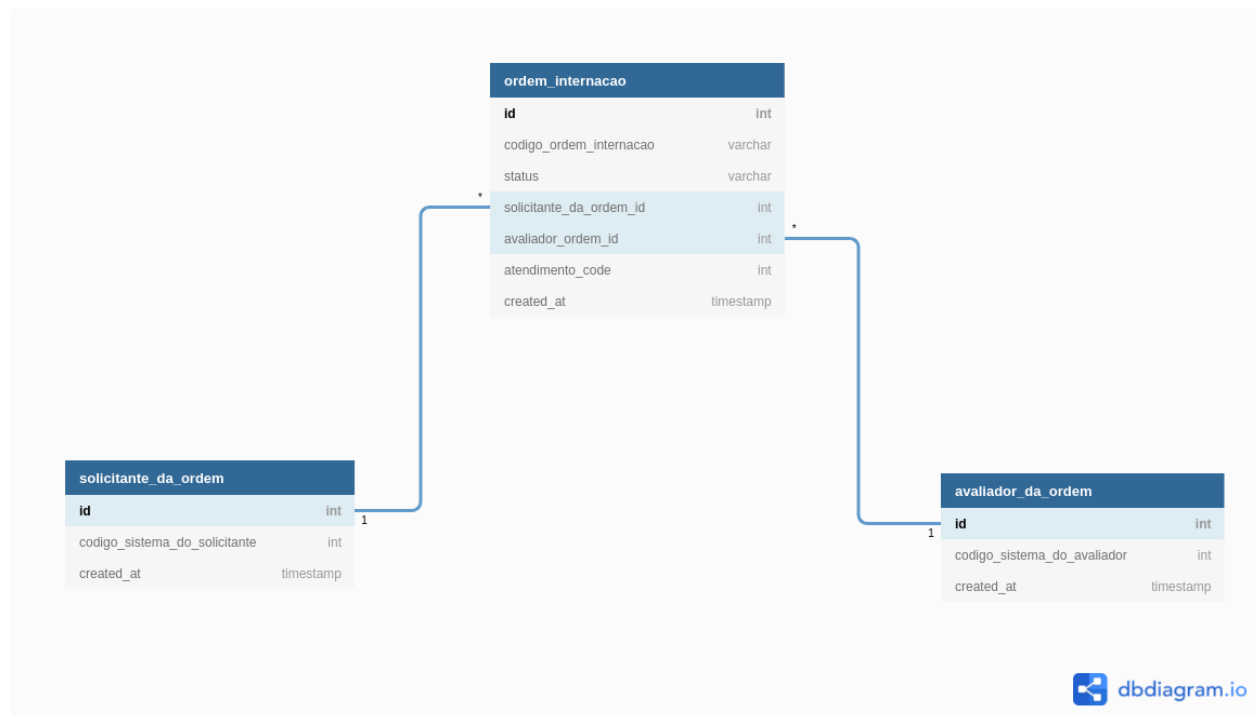 ordem_internacao
id int
codigo_ordem_internacao varchar
status varchar
* solicitante_da_ordem_id int
avaliador_ordem_id int *
atendimento_code int
created_at timestamp
solicitante_da_ordem
id int 1
codigo_sistema_do_solicitante int
created_at timestamp
avaliador_da_ordem
1 id int
codigo_sistema_do_avaliador int
created_at timestamp
dbdiagram.io